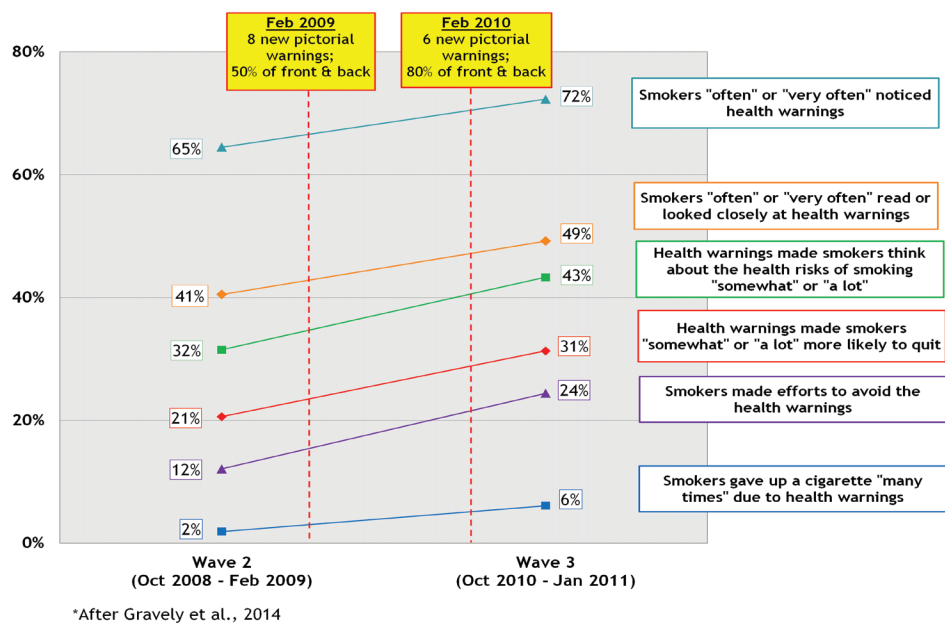 Feb 2009
8 new pictorial
warnings;
50% of front & back
Feb 2010
6 new pictorial
warnings;
80% of front & back
80%
60%
40%
20%
0%
65%
72%
41%
49%
32%
43%
21%
31%
12%
24%
2%
6%
Smokers "often" or "very often" noticed
health warnings
Smokers "often" or "very often" read or
looked closely at health warnings
Health warnings made smokers think
about the health risks of smoking
"somewhat" or "a lot"
Health warnings made smokers
"somewhat" or "a lot" more likely to quit
Smokers made efforts to avoid the
health warnings
Smokers gave up a cigarette "many
times" due to health warnings
Wave 2
(Oct 2008 - Feb 2009)
Wave 3
(Oct 2010 - Jan 2011)
*After Gravely et al., 2014